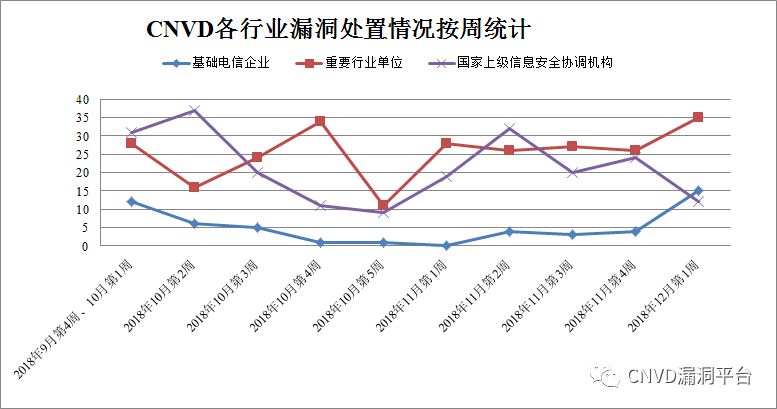 CNVD各行业漏洞处置情况按周统计
基础电信企业 重要行业单位 国家上级信息安全协调机构
40
35
30
25
20
15
10
5
0
2018年9月第4周、10月第1周
2018年10月第2周
2018年10月第3周
2018年10月第4周
2018年10月第5周
2018年11月第1周
2018年11月第2周
2018年11月第3周
2018年11月第4周
2018年12月第1周
CNVD漏洞平台